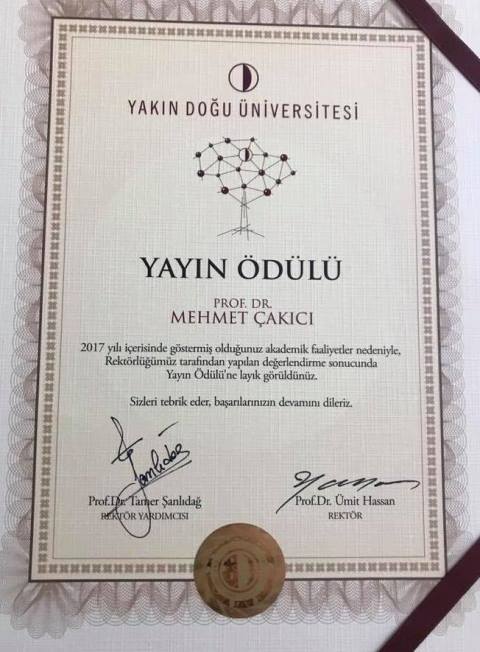 YAKIN DOĞU ÜNİVERSİTESİ
YAYIN ÖDÜLÜ
PROF. DR.
MEHMET ÇAKICI
2017 yılı içerisinde göstermiş olduğunuz akademik faaliyetler nedeniyle,
Rektörlüğümüz tarafından yapılan değerlendirme sonucunda
Yayın Ödülü'ne layık görüldünüz.
Sizleri tebrik eder, başarılarınızın devamını dileriz.
Prof.Dr. Tamer Şanlıdağ
REKTÖR YARDIMCISI
Prof.Dr. Ümit Hassan
REKTÖR